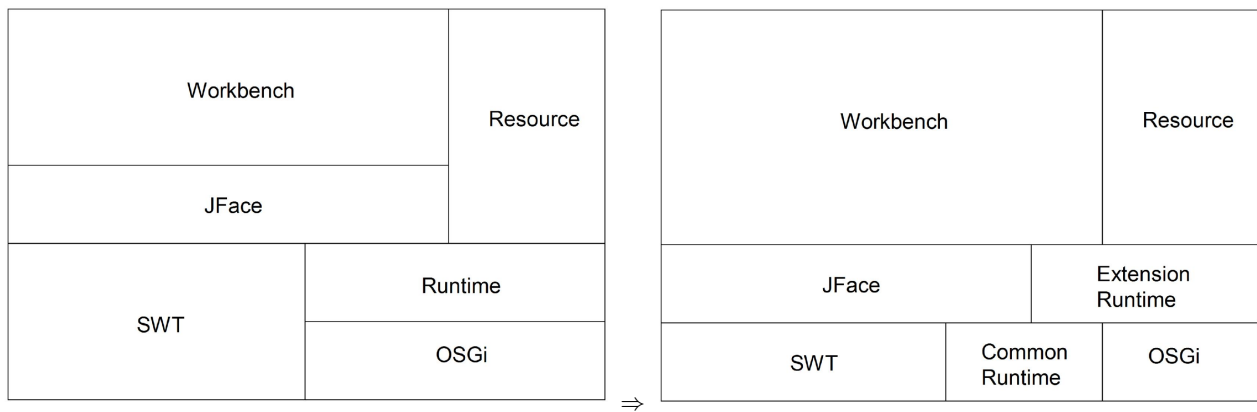 Workbench
Resource
JFace
Runtime
SWT
OSGi
⇒
Workbench
Resource
JFace
Extension
Runtime
SWT
Common
Runtime
OSGi